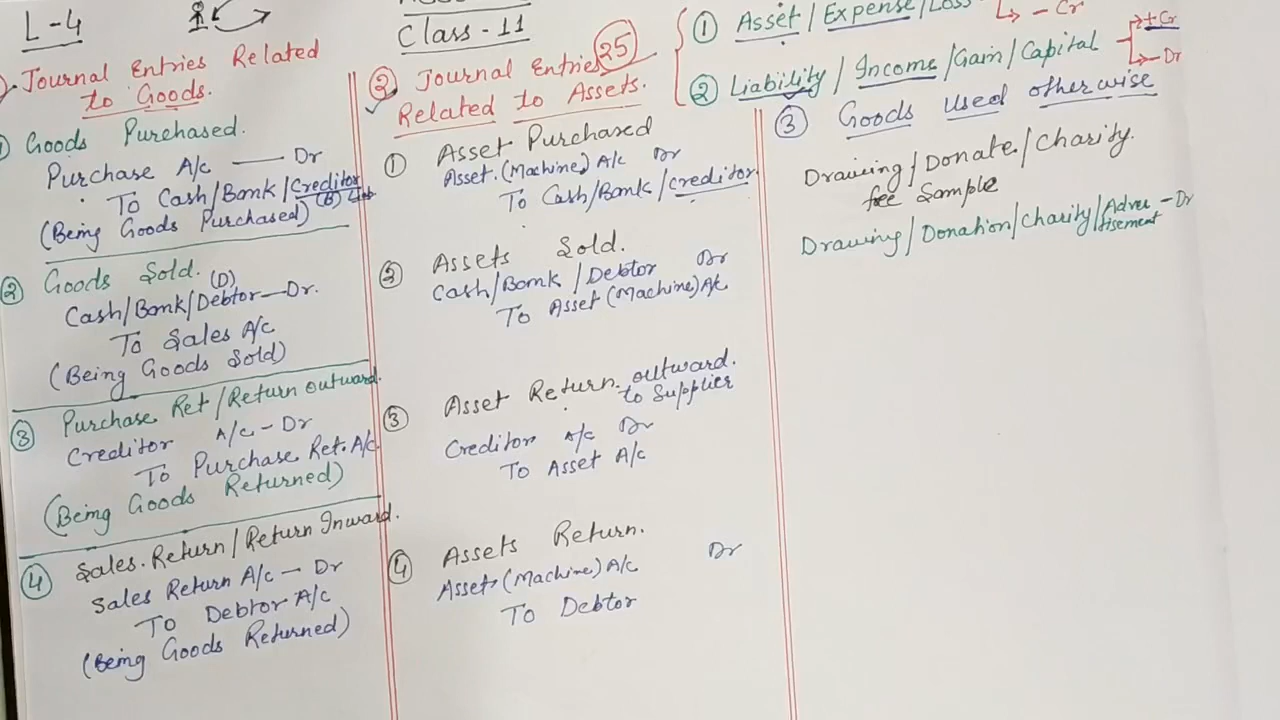 L-4
Class-11
Journal Entries Related
to Goods.
Goods Purchased.
Purchase A/c — Dr
To Cash/Bank/Creditor
(Being Goods Purchased)
② Goods Sold.
(D)
Cash/Bank/Debtor — Dr.
To Sales A/c
(Being Goods Sold)
③ Purchase Ret/Return outward.
Creditor A/c - Dr
To Purchase Ret. A/c
(Being Goods Returned)
④ Sales. Return/Return Inward.
Sales Return A/c - Dr
To Debtor A/c
(Being Goods Returned)
② Journal Entries 25
Related to Assets.
① Asset Purchased
Asset. (Machine) A/c Dr
To Cash/Bank/creditor.
② Assets Sold.
Cash/Bank/Debtor Dr
To Asset (Machine) A/c
③ Asset Return. outward.
to Supplier
Creditor A/c Dr
To Asset A/c
④ Assets Return.
Asset (Machine) A/c Dr
To Debtor
① Asset/Expense/Loss
- Cr
② Liability/Income/Gain/Capital
+ Cr
- Dr
③ Goods Used otherwise
Drawing/Donate/Charity.
fee Sample
Drawing/Donation/Charity/Adver - Dr
tisement